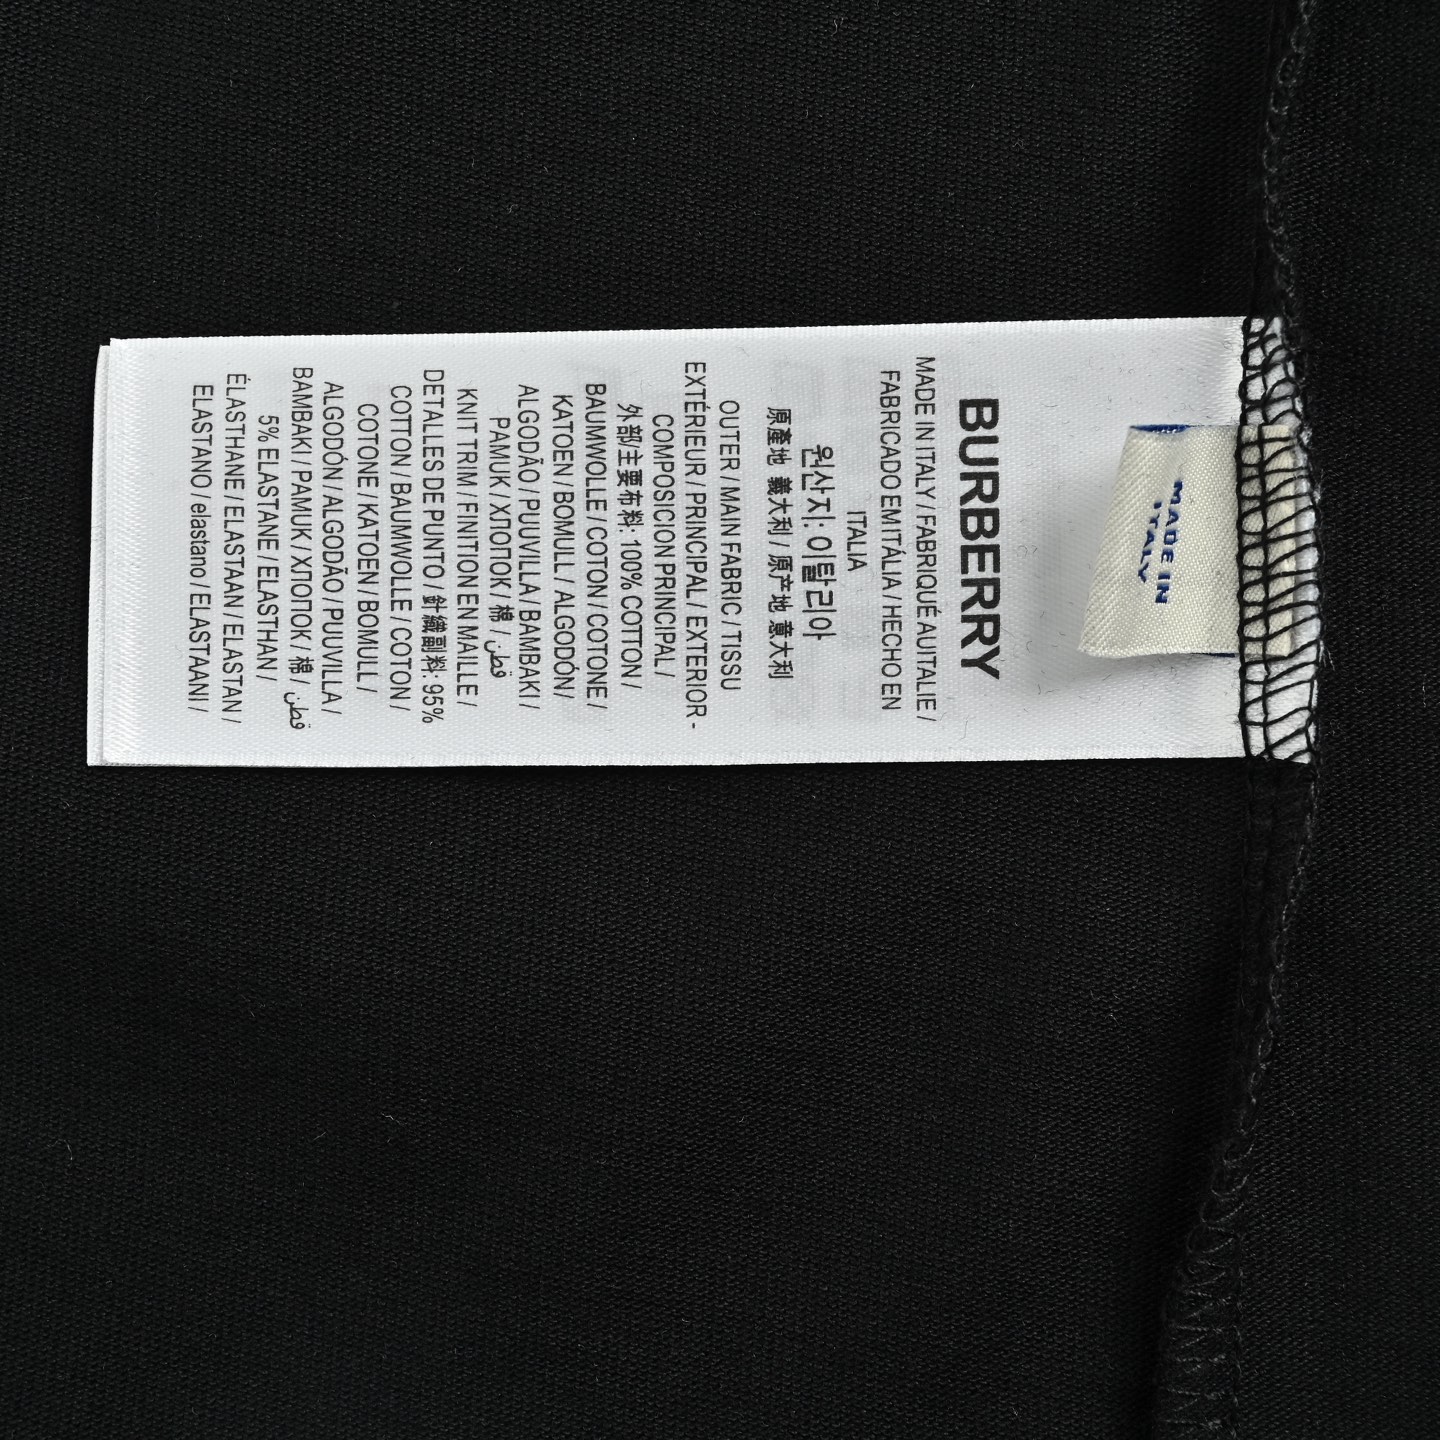 MADE IN
ITALY
BURBERRY
MADE IN ITALY / FABRIQUÉ AUITALIE /
FABRICADO EM ITÁLIA / HECHO EN
ITALIA
원산지: 이탈리아
原產地 義大利 / 原产地 意大利
OUTER / MAIN FABRIC / TISSU
EXTÉRIEUR / PRINCIPAL / EXTERIOR-
COMPOSICION PRINCIPAL /
外部/主要布料: 100% COTTON /
BAUMWOLLE / COTON / COTONE /
KATOEN / BOMULL / ALGODÓN /
ALGODÃO / PUUVILLA / BAMBAKI /
PAMUK / ХЛОПОК / 棉 / قطن
KNIT TRIM / FINITION EN MAILLE /
DETALLES DE PUNTO / 針織副料: 95%
COTTON / BAUMWOLLE / COTON /
COTONE / KATOEN / BOMULL /
ALGODÓN / ALGODÃO / PUUVILLA /
BAMBAKI / PAMUK / ХЛОПОК / 棉 / قطن
5% ELASTANE / ELASTHAN /
ÉLASTHANE / ELASTAAN / ELASTAN /
ELASTANO / elastano / ELASTAANI /